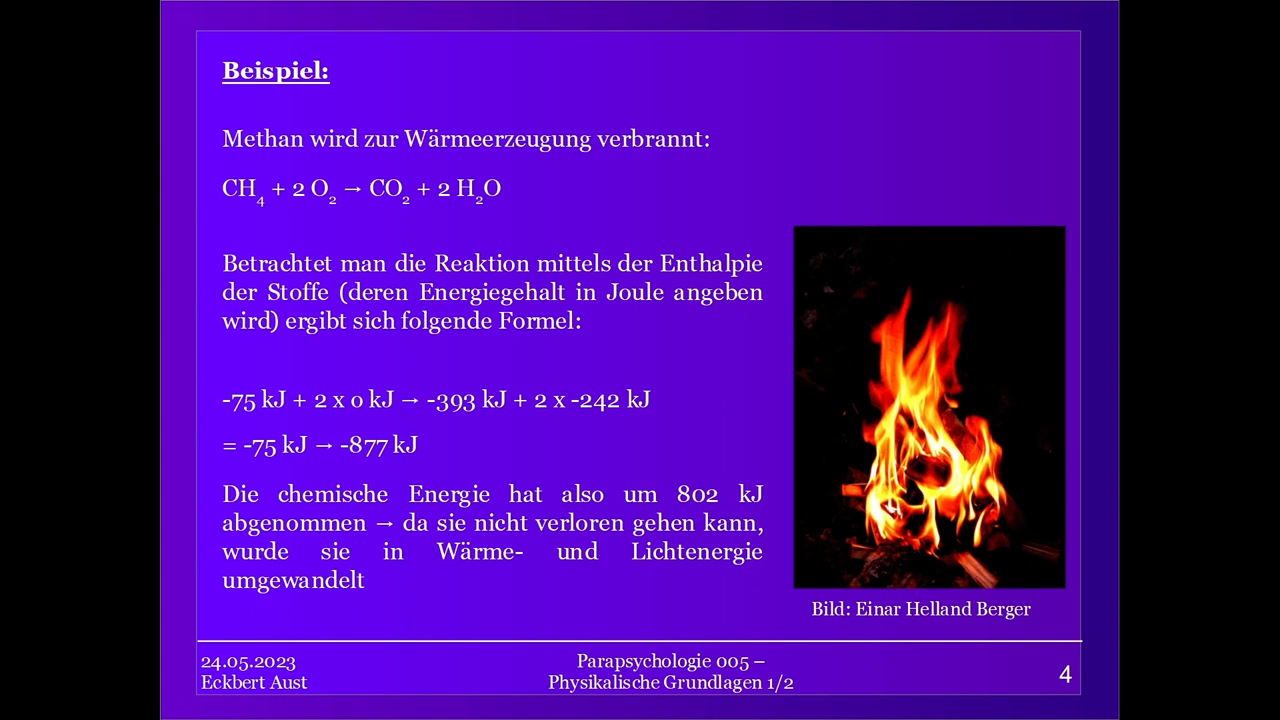 Beispiel:
Methan wird zur Wärmeerzeugung verbrannt:
CH₄ + 2 O₂ → CO₂ + 2 H₂O
Betrachtet man die Reaktion mittels der Enthalpie
der Stoffe (deren Energiegehalt in Joule angeben
wird) ergibt sich folgende Formel:
-75 kJ + 2 x 0 kJ → -393 kJ + 2 x -242 kJ
= -75 kJ → -877 kJ
Die chemische Energie hat also um 802 kJ
abgenommen → da sie nicht verloren gehen kann,
wurde sie in Wärme- und Lichtenergie
umgewandelt
Bild: Einar Helland Berger
24.05.2023
Eckbert Aust
Parapsychologie 005 –
Physikalische Grundlagen 1/2
4